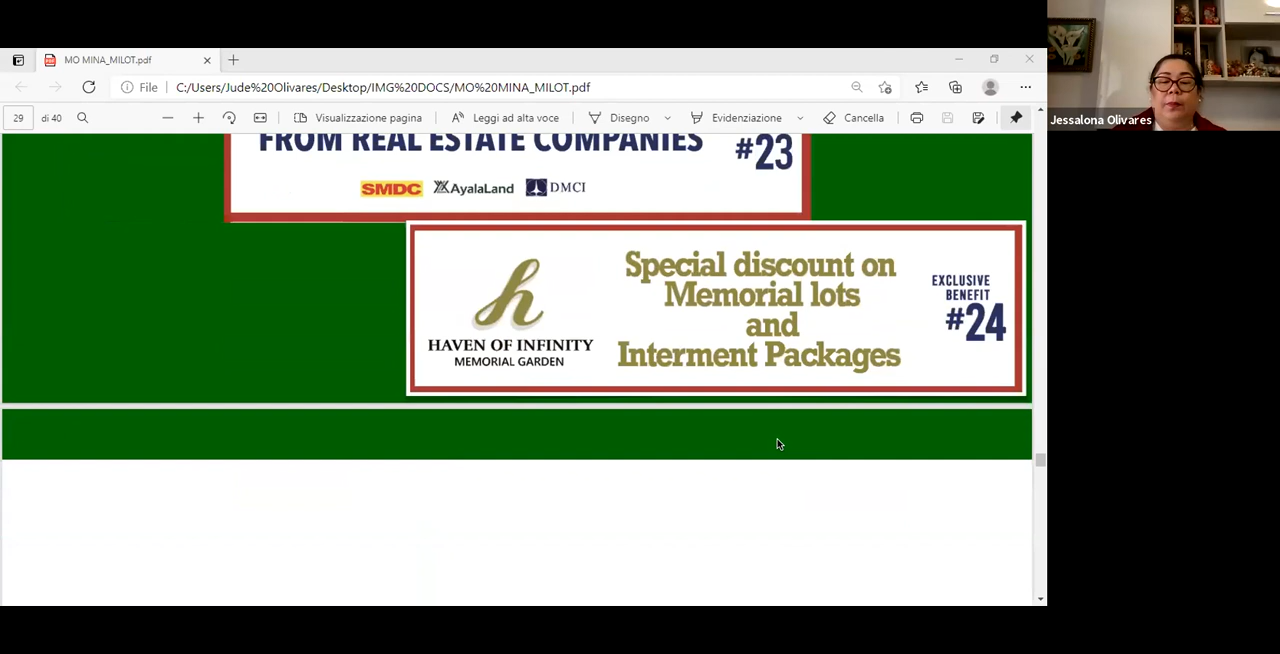 MO MINA_MILOT.pdf
File
C:/Users/Jude%20Olivares/Desktop/IMG%20DOCS/MO%20MINA_MILOT.pdf
29 di 40
Visualizzazione pagina
Leggi ad alta voce
Disegno
Evidenziazione
Cancella
Jessalona Olivares
FROM REAL ESTATE COMPANIES
#23
SMDC
AyalaLand
DMCI
h
HAVEN OF INFINITY
MEMORIAL GARDEN
Special discount on
Memorial lots
and
Interment Packages
EXCLUSIVE
BENEFIT
#24